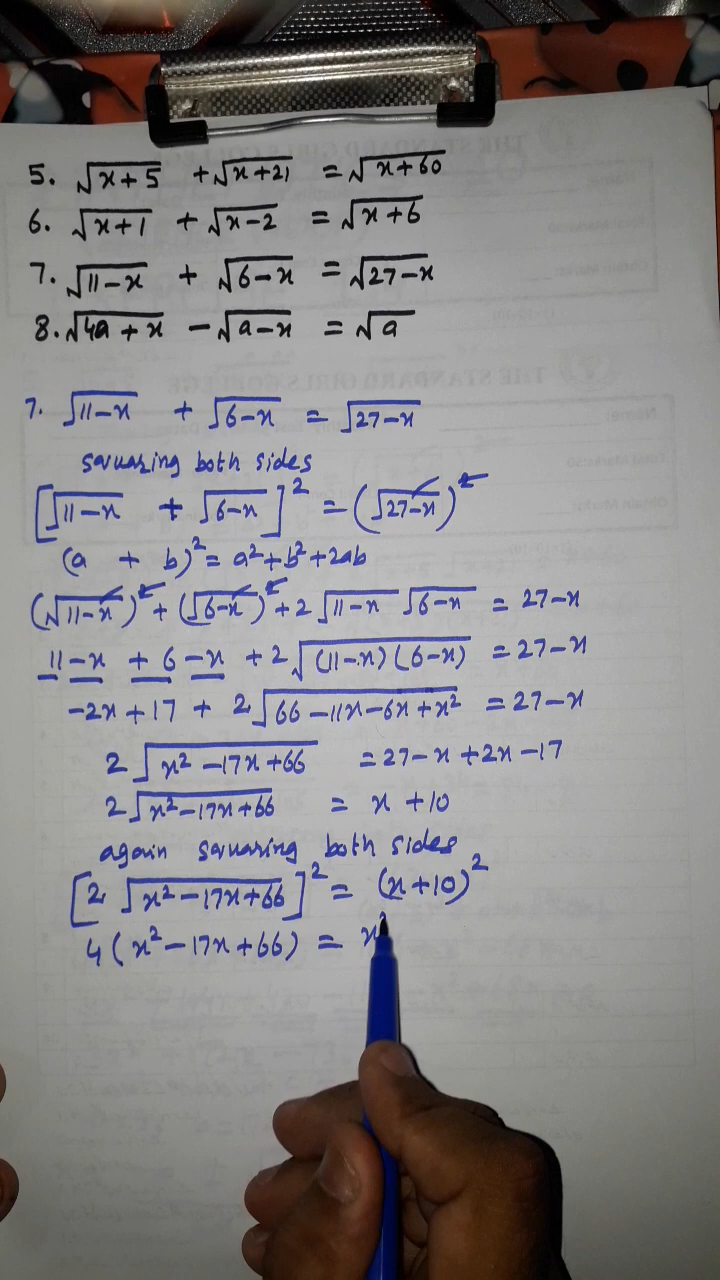 5. √(x+5) + √(x+21) = √(x+60)
6. √(x+1) + √(x-2) = √(x+6)
7. √(11-x) + √(6-x) = √(27-x)
8. √(4a+x) - √(a-x) = √a
7. √(11-x) + √(6-x) = √(27-x)
squaring both sides
[√(11-x) + √(6-x)]² = (√(27-x))²
(a + b)² = a²+b²+2ab
(√(11-x))² + (√(6-x))² + 2√(11-x) √(6-x) = 27-x
11-x + 6-x + 2√((11-x)(6-x)) = 27-x
-2x+17 + 2√(66-11x-6x+x²) = 27-x
2√(x²-17x+66) = 27-x+2x-17
2√(x²-17x+66) = x+10
again squaring both sides
[2√(x²-17x+66)]² = (x+10)²
4(x²-17x+66) = x²